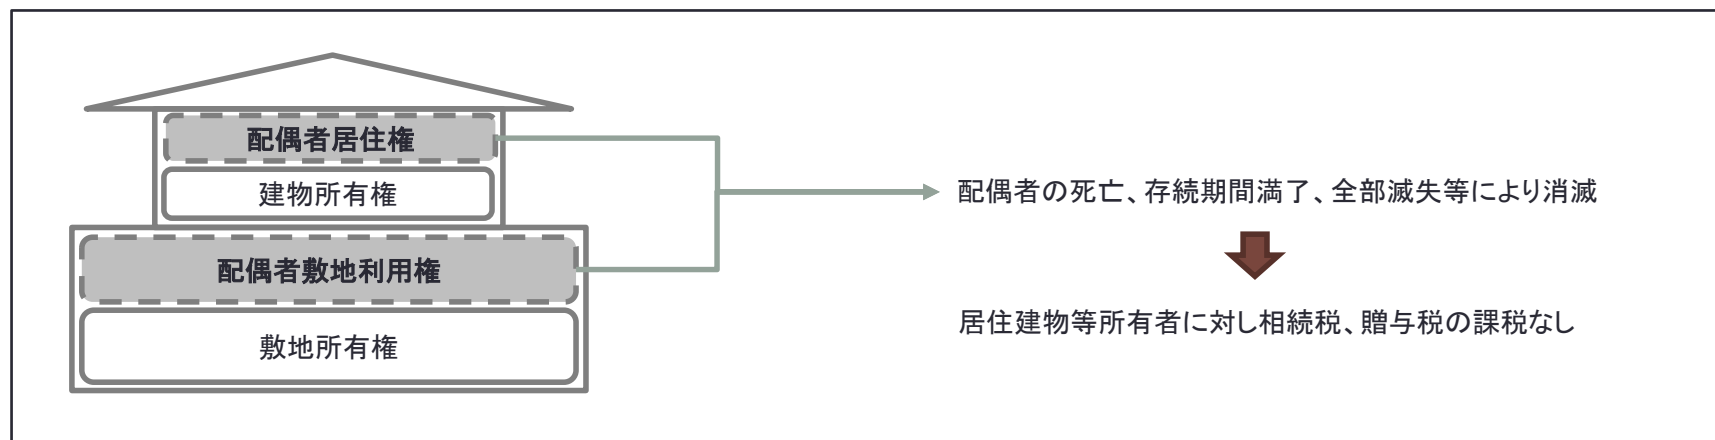 配偶者居住権
建物所有権
配偶者敷地利用権
敷地所有権
配偶者の死亡、存続期間満了、全部滅失等により消滅
居住建物等所有者に対し相続税、贈与税の課税なし